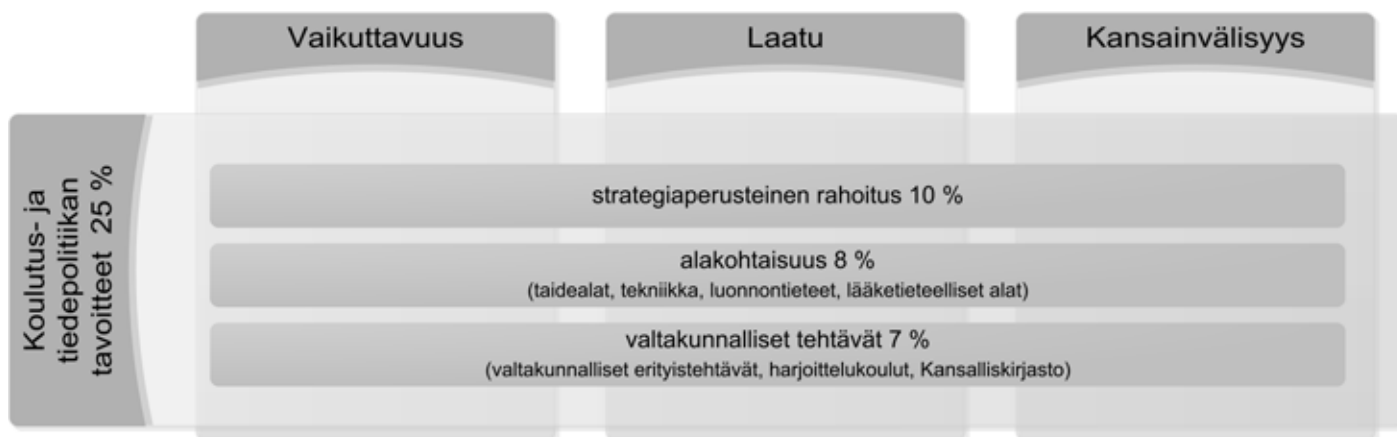 Vaikuttavuus
Laatu
Kansainvälisyys
Koulutus- ja
tiedepolitiikan
tavoitteet 25 %
strategiaperusteinen rahoitus 10 %
alakohtaisuus 8 %
(taidealat, tekniikka, luonnontieteet, lääketieteelliset alat)
valtakunnalliset tehtävät 7 %
(valtakunnalliset erityistehtävät, harjoittelukoulut, Kansalliskirjasto)